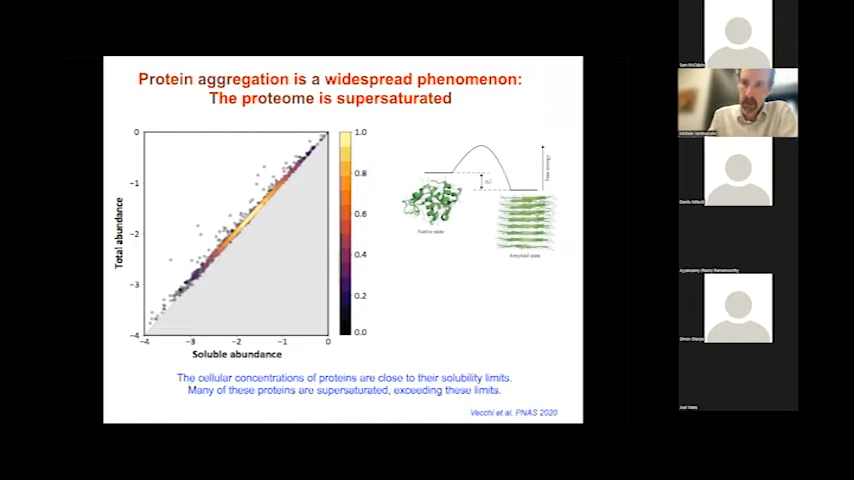 Protein aggregation is a widespread phenomenon:
The proteome is supersaturated
0
−1
−2
−3
−4
Total abundance
−4
−3
−2
−1
0
Soluble abundance
1.0
0.8
0.6
0.4
0.2
0.0
Free energy
ΔG
Native state
Amyloid state
The cellular concentrations of proteins are close to their solubility limits.
Many of these proteins are supersaturated, exceeding these limits.
Vecchi et al. PNAS 2020